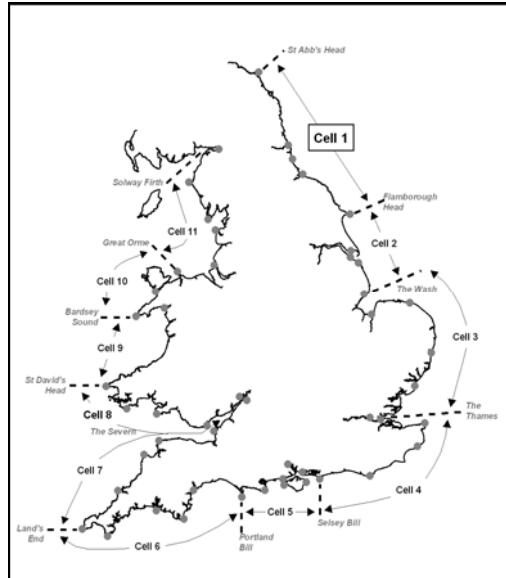 St Abb's Head
Cell 1
Solway Firth
Flamborough
Head
Cell 11
Great Orme
Cell 2
Cell 10
The Wash
Bardsey
Sound
Cell 3
Cell 9
St David's
Head
Cell 8
The Severn
The
Thames
Cell 7
Cell 4
Cell 5
Selsey Bill
Land's
End
Cell 6
Portland
Bill